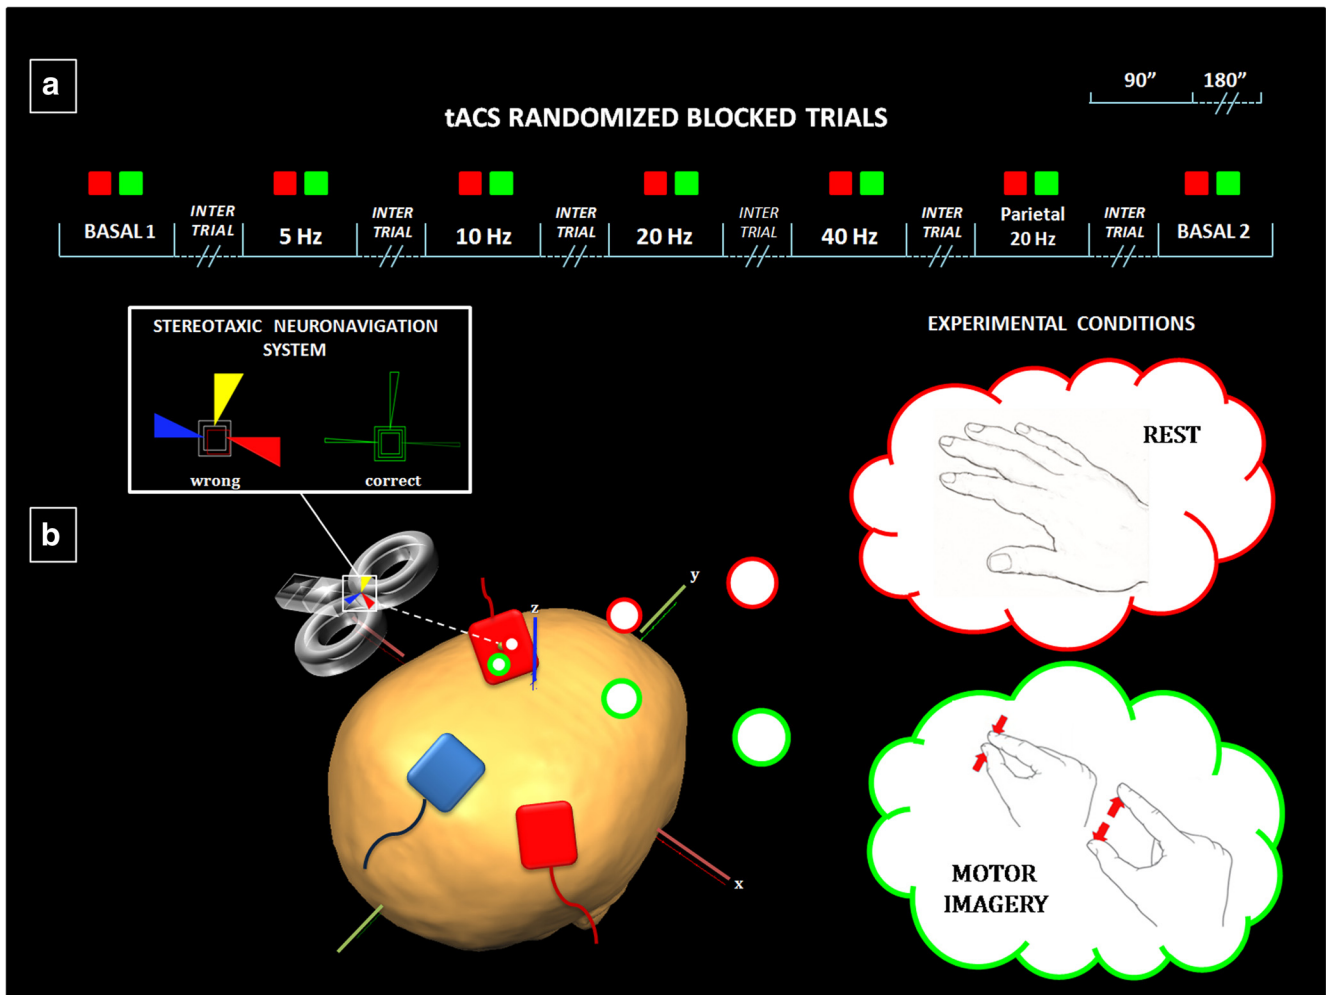 a
90” 180”
tACS RANDOMIZED BLOCKED TRIALS
BASAL 1
INTER
TRIAL
5 Hz
INTER
TRIAL
10 Hz
INTER
TRIAL
20 Hz
INTER
TRIAL
40 Hz
INTER
TRIAL
Parietal
20 Hz
INTER
TRIAL
BASAL 2
STEREOTAXIC NEURONAVIGATION
SYSTEM
wrong
correct
EXPERIMENTAL CONDITIONS
REST
b
y
z
x
MOTOR
IMAGERY